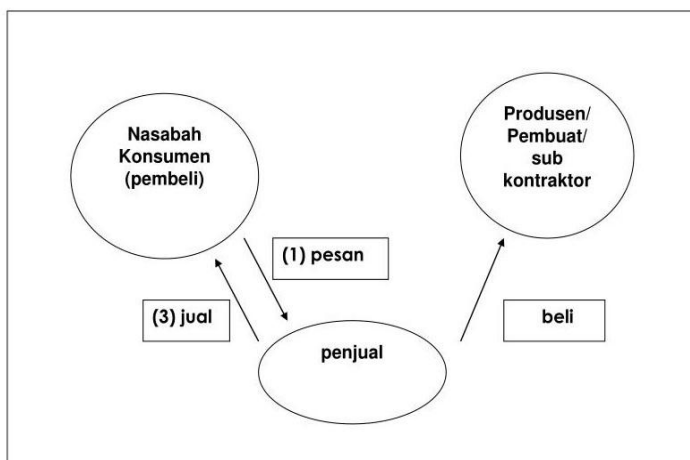 Nasabah
Konsumen
(pembeli)
Produsen/
Pembuat/
sub
kontraktor
(1) pesan
(3) jual
beli
penjual